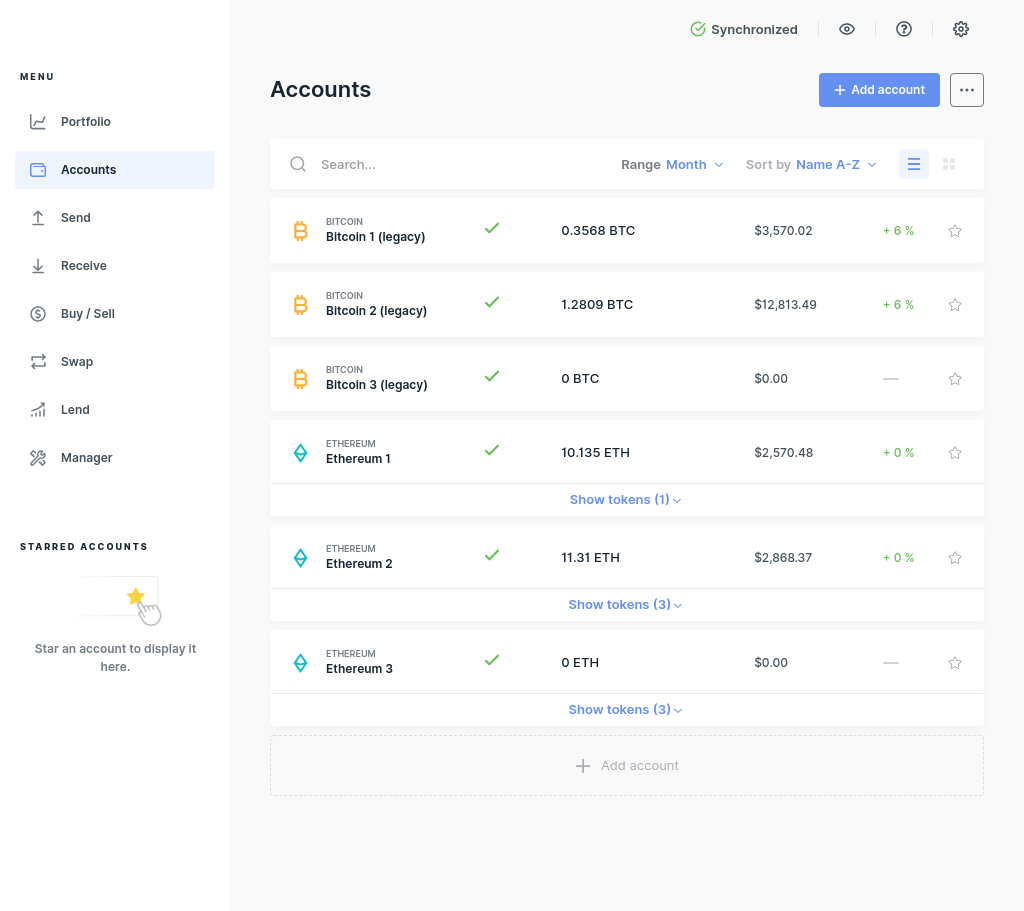 Synchronized
MENU
Portfolio
Accounts
Send
Receive
Buy / Sell
Swap
Lend
Manager
STARRED ACCOUNTS
Star an account to display it
here.
Accounts
+ Add account
Search...
Range Month
Sort by Name A-Z
BITCOIN
Bitcoin 1 (legacy)
0.3568 BTC
$3,570.02
+ 6 %
BITCOIN
Bitcoin 2 (legacy)
1.2809 BTC
$12,813.49
+ 6 %
BITCOIN
Bitcoin 3 (legacy)
0 BTC
$0.00
—
ETHEREUM
Ethereum 1
10.135 ETH
$2,570.48
+ 0 %
Show tokens (1)
ETHEREUM
Ethereum 2
11.31 ETH
$2,868.37
+ 0 %
Show tokens (3)
ETHEREUM
Ethereum 3
0 ETH
$0.00
—
Show tokens (3)
+ Add account